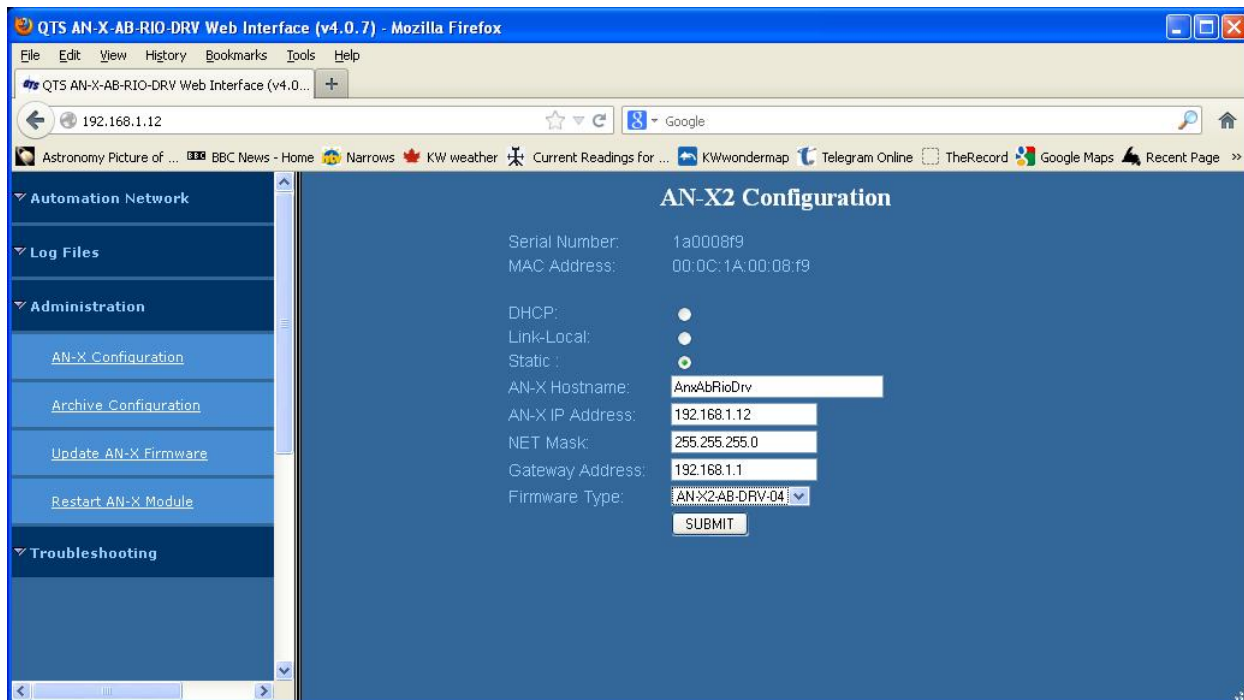 QTS AN-X-AB-RIO-DRV Web Interface (v4.0.7) - Mozilla Firefox
File Edit View History Bookmarks Tools Help
QTS QTS AN-X-AB-RIO-DRV Web Interface (v4.0... +
192.168.1.12
8 Google
Astronomy Picture of ... BBC BBC News - Home Narrows KW weather Current Readings for ... KWwondermap Telegram Online TheRecord Google Maps Recent Page »
Automation Network
Log Files
Administration
AN-X Configuration
Archive Configuration
Update AN-X Firmware
Restart AN-X Module
Troubleshooting
AN-X2 Configuration
Serial Number: 1a0008f9
MAC Address: 00:0C:1A:00:08:f9
DHCP:
Link-Local:
Static :
AN-X Hostname: AnxAbRioDrv
AN-X IP Address: 192.168.1.12
NET Mask: 255.255.255.0
Gateway Address: 192.168.1.1
Firmware Type: AN-X2-AB-DRV-04
SUBMIT